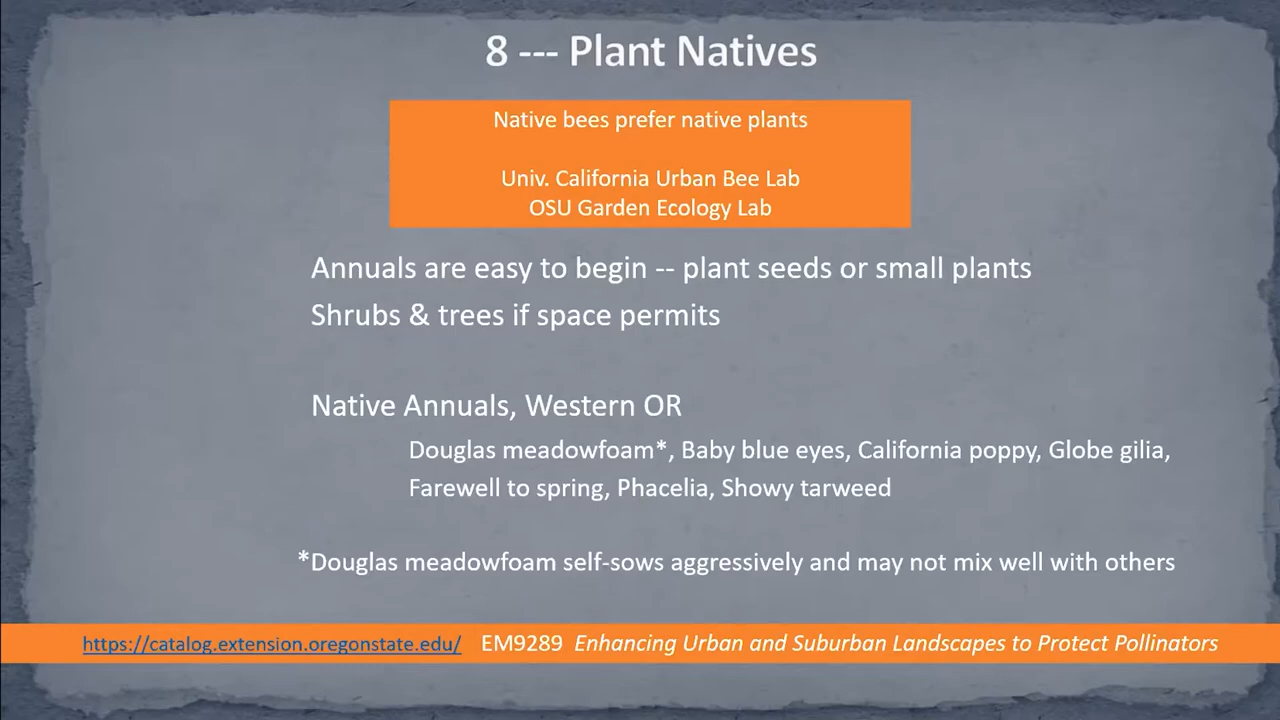 8 --- Plant Natives
Native bees prefer native plants
Univ. California Urban Bee Lab
OSU Garden Ecology Lab
Annuals are easy to begin -- plant seeds or small plants
Shrubs & trees if space permits
Native Annuals, Western OR
Douglas meadowfoam*, Baby blue eyes, California poppy, Globe gilia,
Farewell to spring, Phacelia, Showy tarweed
*Douglas meadowfoam self-sows aggressively and may not mix well with others
https://catalog.extension.oregonstate.edu/ EM9289 Enhancing Urban and Suburban Landscapes to Protect Pollinators